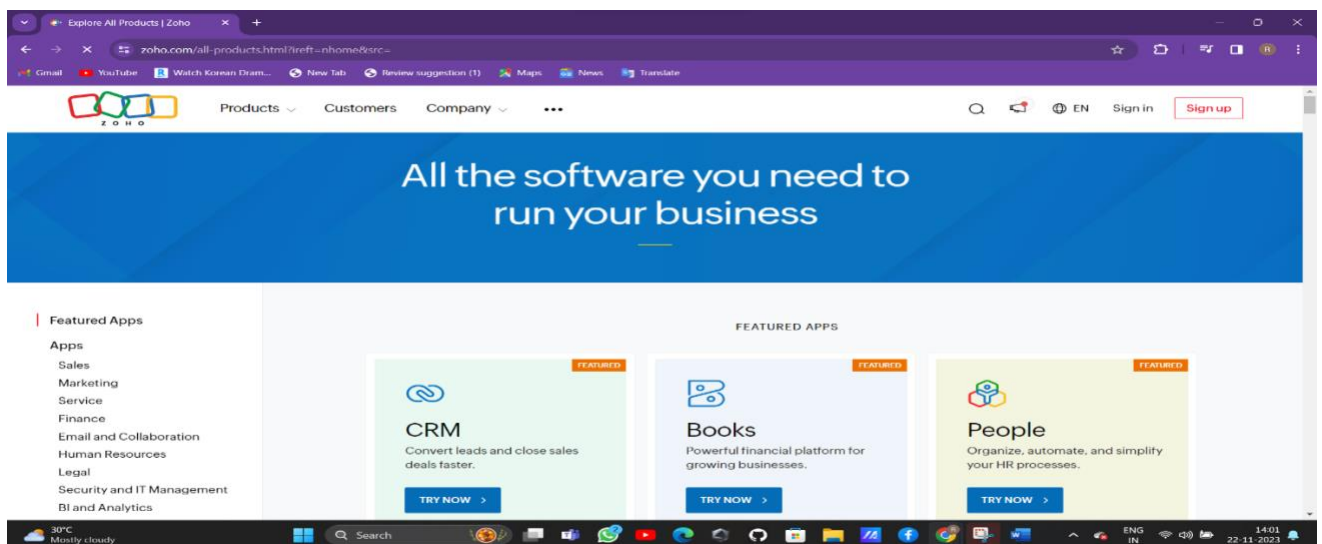 Explore All Products | Zoho
zoho.com/all-products.html?ireft=nhome&src=
Gmail YouTube Watch Korean Dram... New Tab Review suggestion (1) Maps News Translate
ZOHO Products Customers Company ••• EN Sign in Sign up
All the software you need to
run your business
Featured Apps
Apps
Sales
Marketing
Service
Finance
Email and Collaboration
Human Resources
Legal
Security and IT Management
BI and Analytics
FEATURED APPS
FEATURED
CRM
Convert leads and close sales
deals faster.
TRY NOW >
FEATURED
Books
Powerful financial platform for
growing businesses.
TRY NOW >
FEATURED
People
Organize, automate, and simplify
your HR processes.
TRY NOW >
30°C
Mostly cloudy
Search
ENG
IN
14:01
22-11-2023